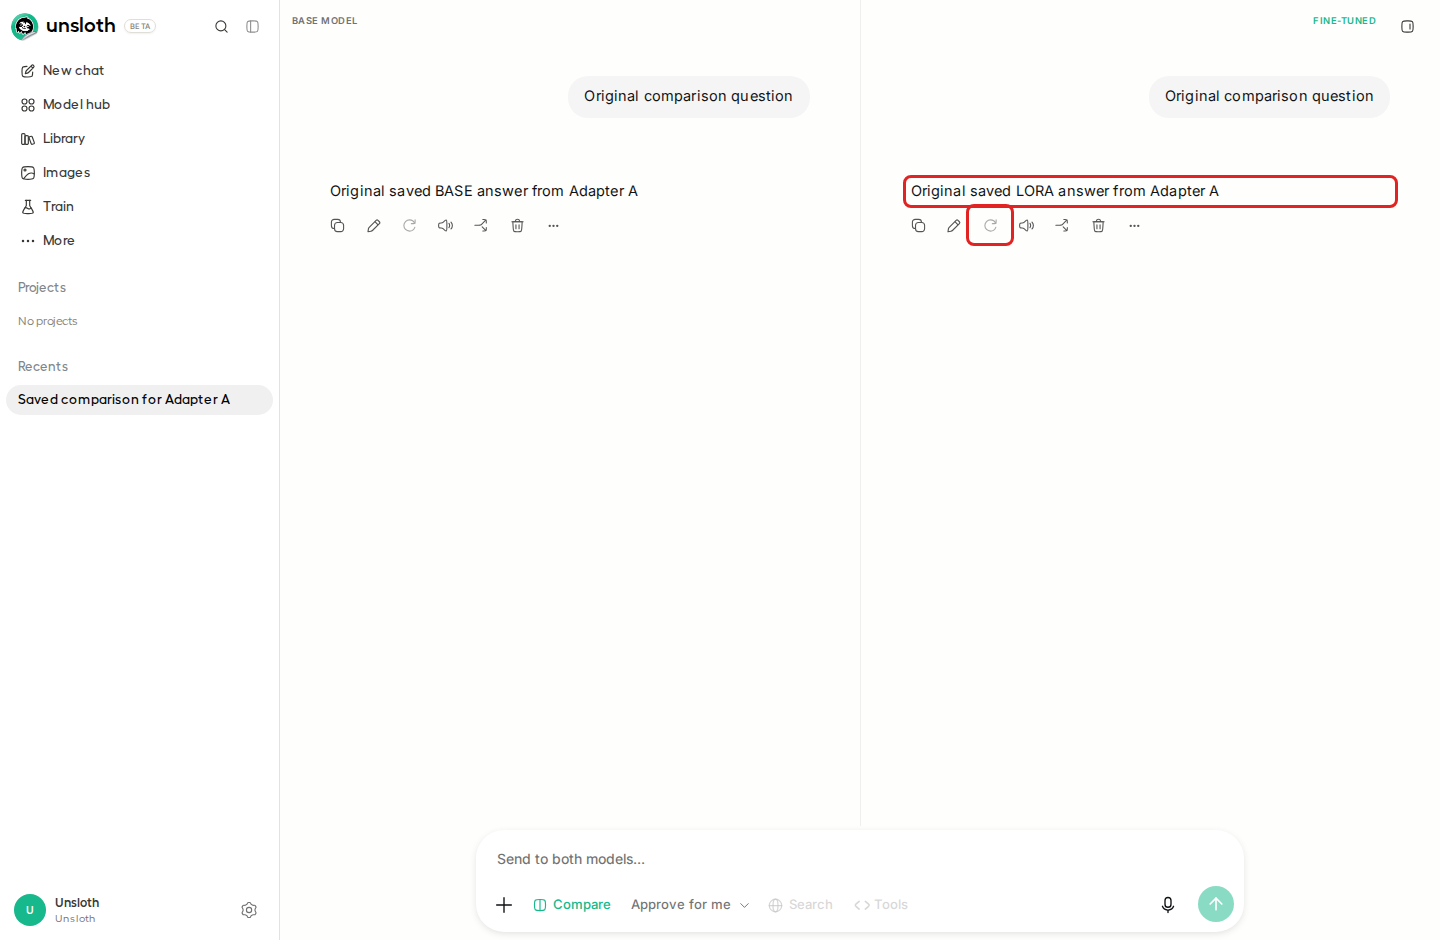 unsloth BETA
New chat
Model hub
Library
Images
Train
More
Projects
No projects
Recents
Saved comparison for Adapter A
U
Unsloth
Unsloth
BASE MODEL
Original comparison question
Original saved BASE answer from Adapter A
FINE-TUNED
Original comparison question
Original saved LORA answer from Adapter A
Send to both models...
Compare Approve for me Search Tools